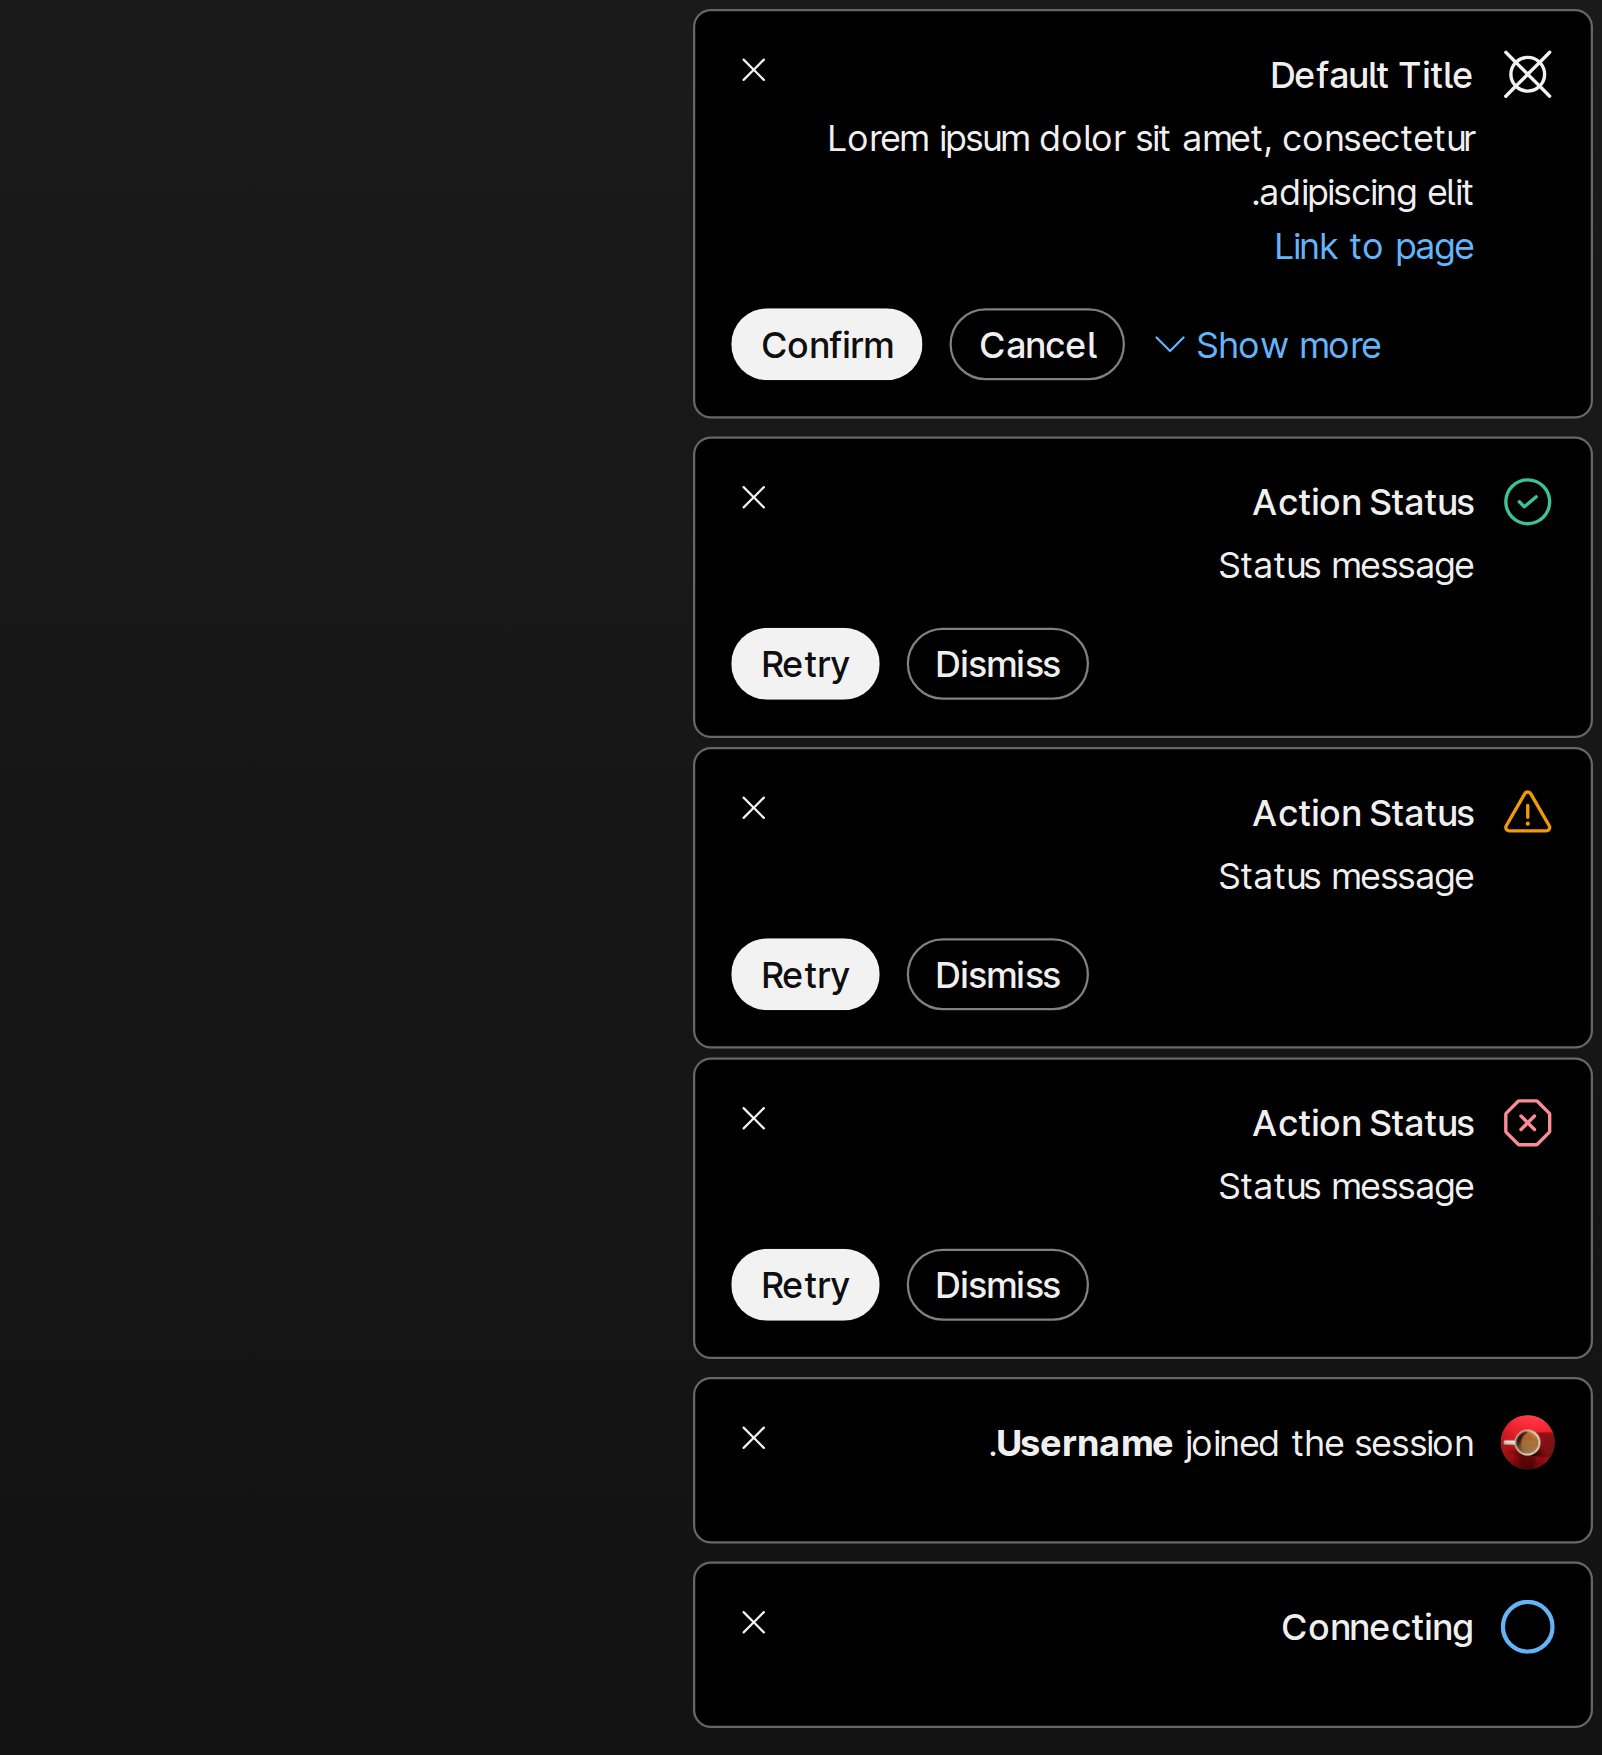 Default Title
Lorem ipsum dolor sit amet, consectetur
.adipiscing elit
Link to page
Confirm Cancel Show more
Action Status
Status message
Retry Dismiss
Action Status
Status message
Retry Dismiss
Action Status
Status message
Retry Dismiss
.Username joined the session
Connecting